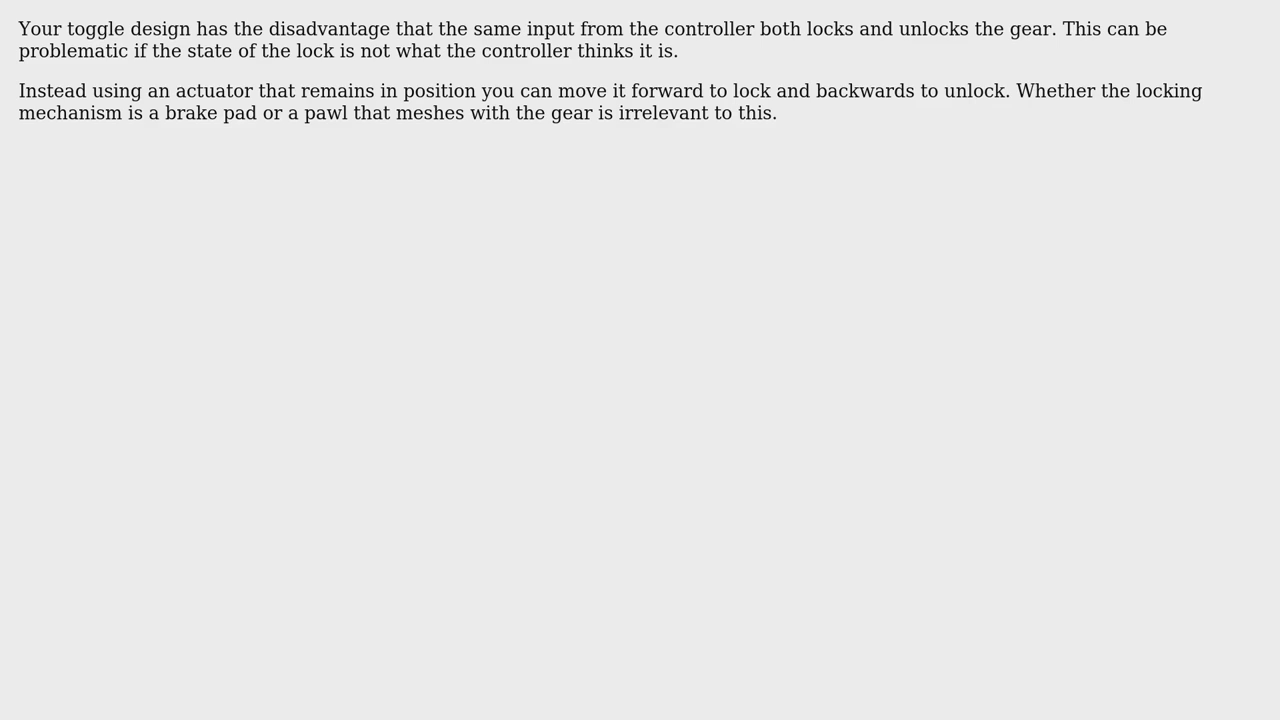 Your toggle design has the disadvantage that the same input from the controller both locks and unlocks the gear. This can be
problematic if the state of the lock is not what the controller thinks it is.
Instead using an actuator that remains in position you can move it forward to lock and backwards to unlock. Whether the locking
mechanism is a brake pad or a pawl that meshes with the gear is irrelevant to this.